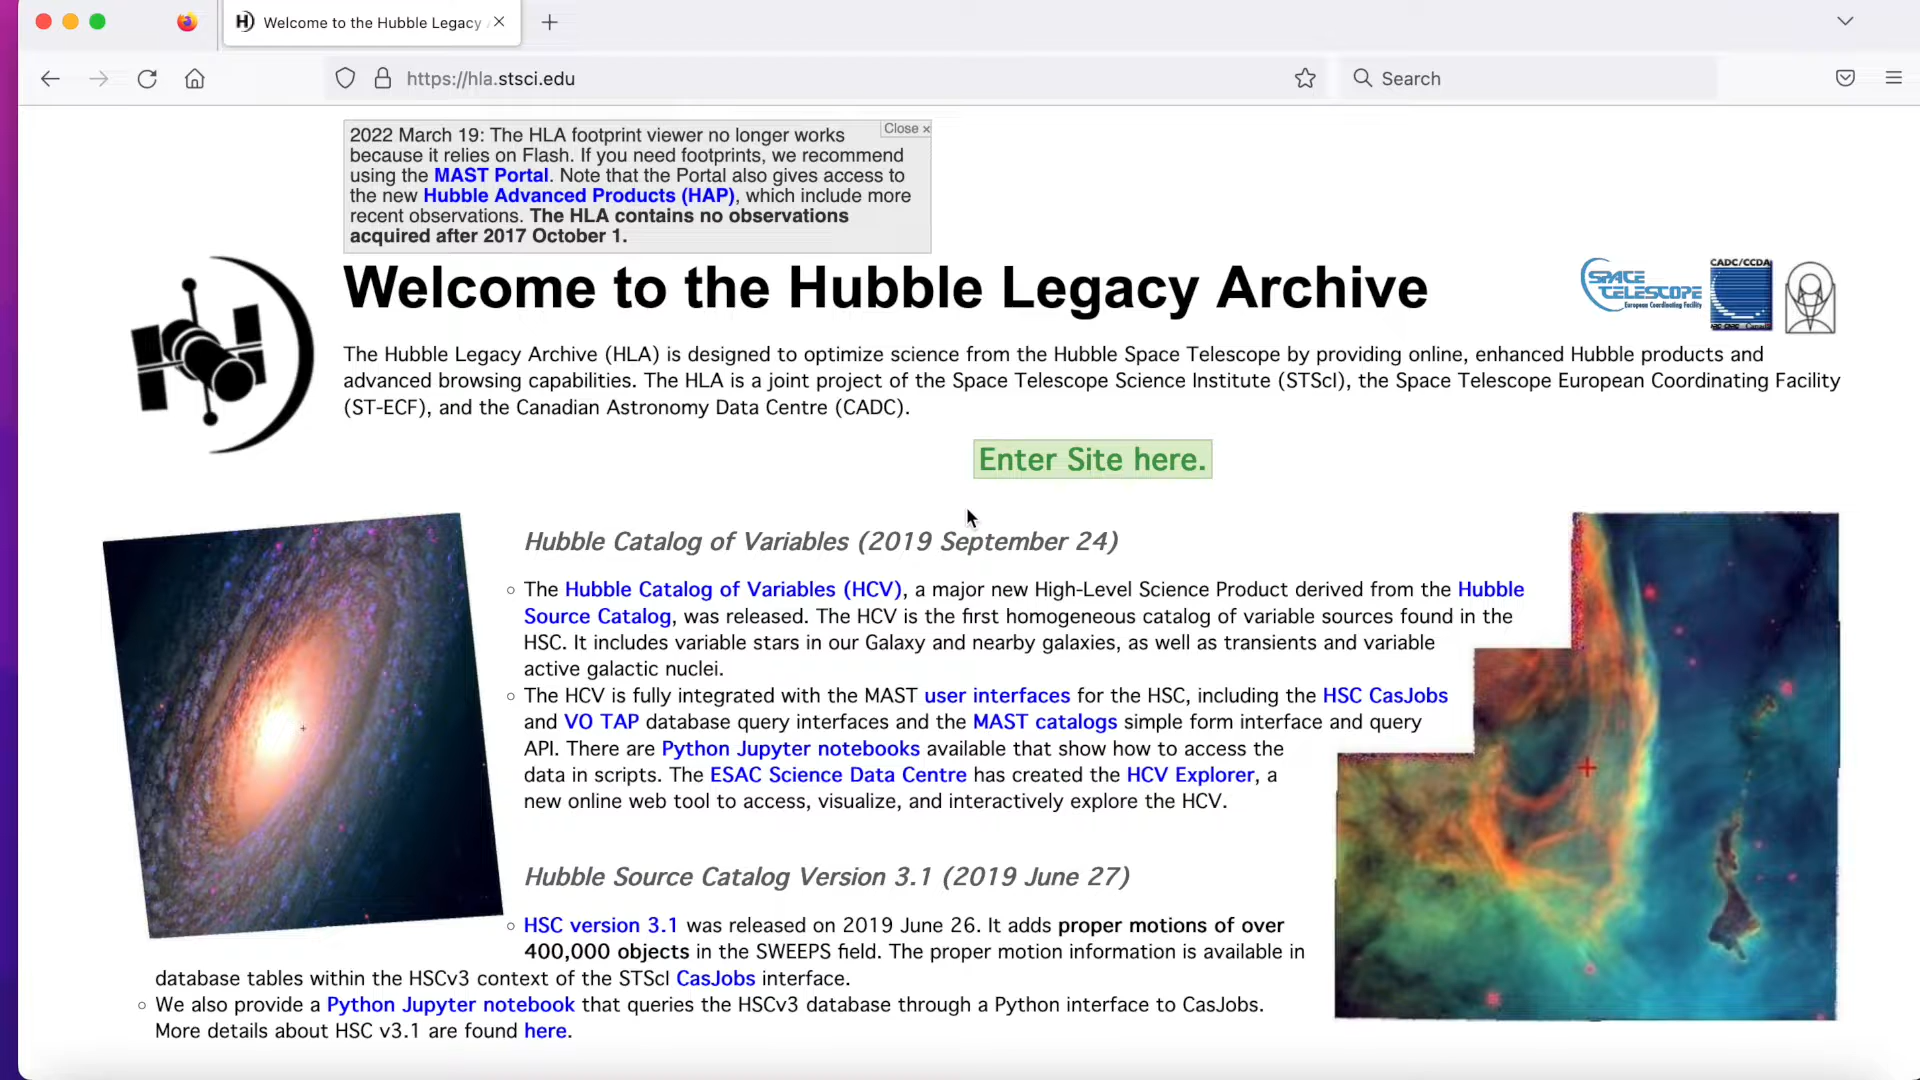 Welcome to the Hubble Legacy
https://hla.stsci.edu
Search
Close ×
2022 March 19: The HLA footprint viewer no longer works
because it relies on Flash. If you need footprints, we recommend
using the MAST Portal. Note that the Portal also gives access to
the new Hubble Advanced Products (HAP), which include more
recent observations. The HLA contains no observations
acquired after 2017 October 1.
Welcome to the Hubble Legacy Archive
SPACE
TELESCOPE
European Coordinating Facility
CADC/CCDA
The Hubble Legacy Archive (HLA) is designed to optimize science from the Hubble Space Telescope by providing online, enhanced Hubble products and
advanced browsing capabilities. The HLA is a joint project of the Space Telescope Science Institute (STScI), the Space Telescope European Coordinating Facility
(ST-ECF), and the Canadian Astronomy Data Centre (CADC).
Enter Site here.
Hubble Catalog of Variables (2019 September 24)
○ The Hubble Catalog of Variables (HCV), a major new High-Level Science Product derived from the Hubble
Source Catalog, was released. The HCV is the first homogeneous catalog of variable sources found in the
HSC. It includes variable stars in our Galaxy and nearby galaxies, as well as transients and variable
active galactic nuclei.
○ The HCV is fully integrated with the MAST user interfaces for the HSC, including the HSC CasJobs
and VO TAP database query interfaces and the MAST catalogs simple form interface and query
API. There are Python Jupyter notebooks available that show how to access the
data in scripts. The ESAC Science Data Centre has created the HCV Explorer, a
new online web tool to access, visualize, and interactively explore the HCV.
Hubble Source Catalog Version 3.1 (2019 June 27)
○ HSC version 3.1 was released on 2019 June 26. It adds proper motions of over
400,000 objects in the SWEEPS field. The proper motion information is available in
database tables within the HSCv3 context of the STScI CasJobs interface.
○ We also provide a Python Jupyter notebook that queries the HSCv3 database through a Python interface to CasJobs.
More details about HSC v3.1 are found here.